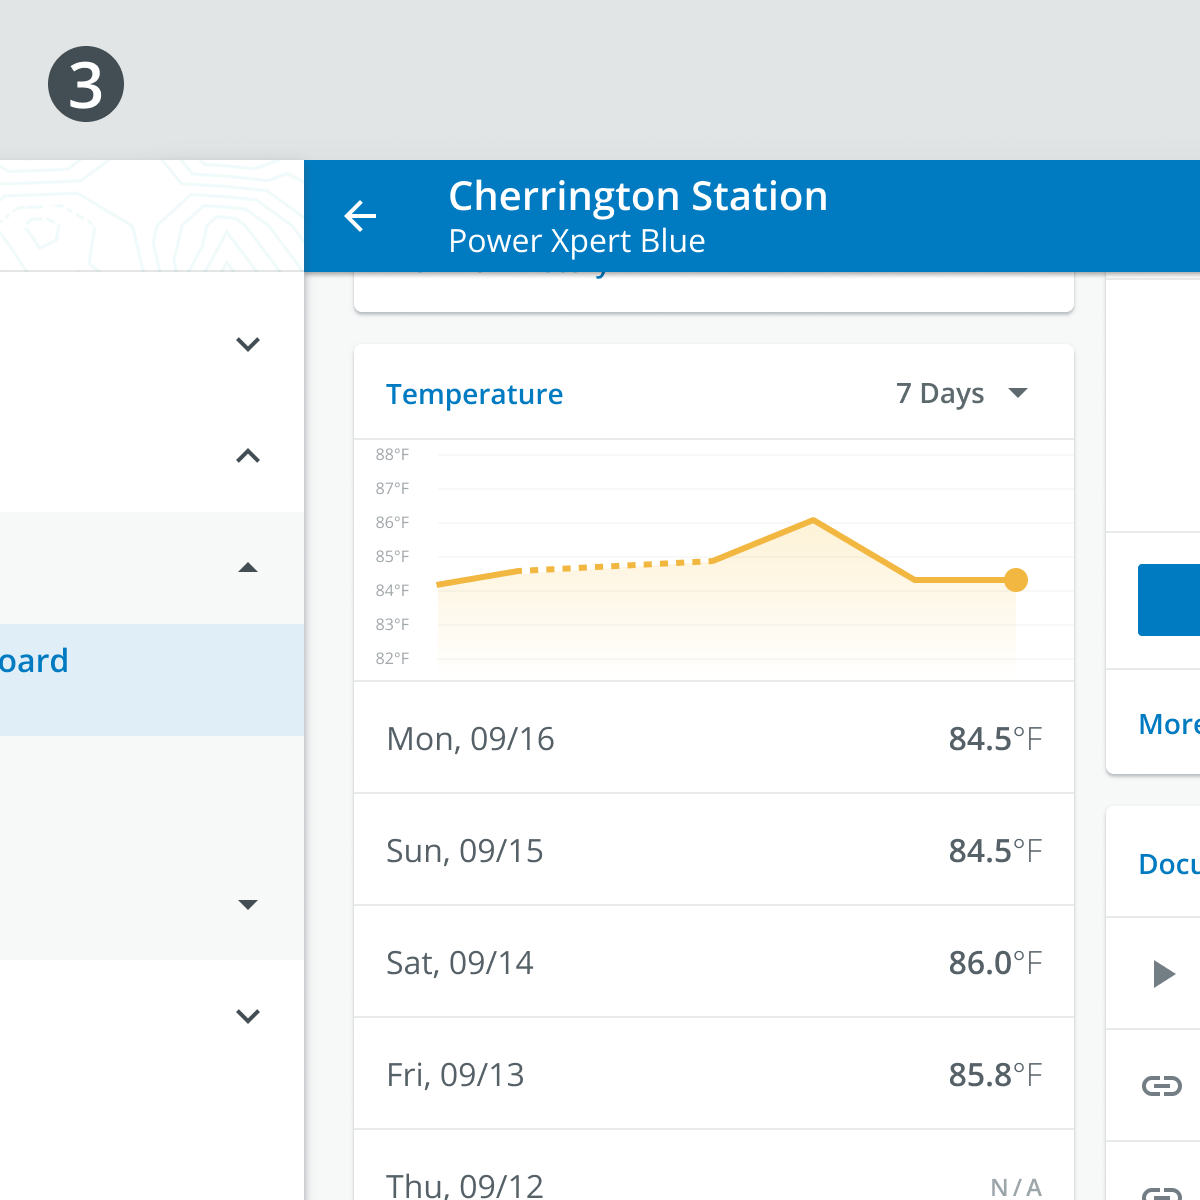 3
Cherrington Station
Power Xpert Blue
Temperature
7 Days
88°F
87°F
86°F
85°F
84°F
83°F
82°F
Mon, 09/16
84.5°F
Sun, 09/15
84.5°F
Sat, 09/14
86.0°F
Fri, 09/13
85.8°F
Thu, 09/12
N/A
oard
More
Docu